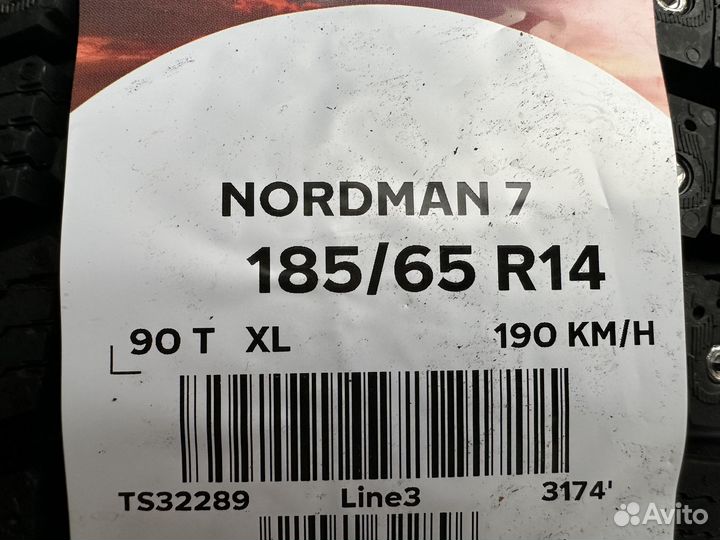 NORDMAN 7
185/65 R14
90 T XL 190 KM/H
TS32289 Line3 3174'
Avito